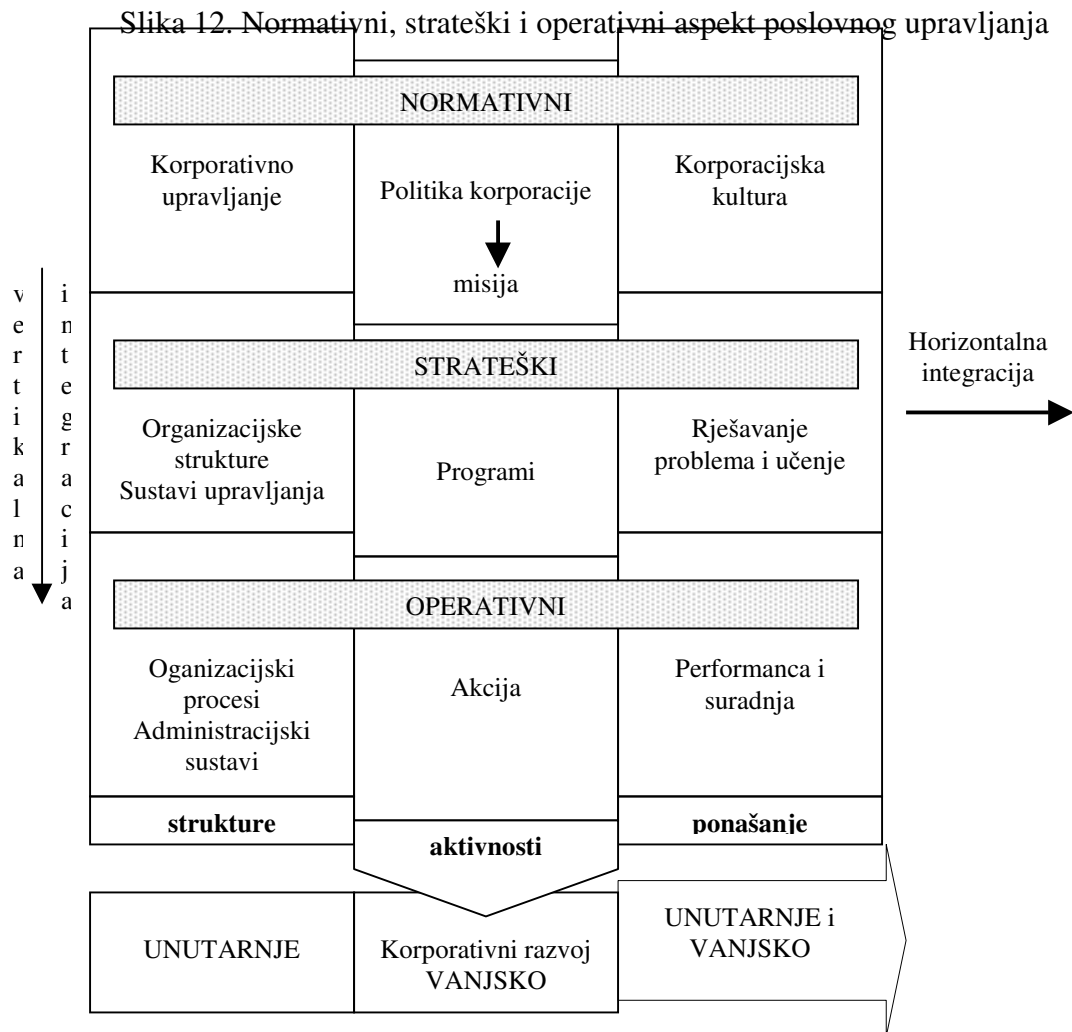 Slika 12. Normativni, strateški i operativni aspekt poslovnog upravljanja
NORMATIVNI
Korporativno
upravljanje
Politika korporacije
misija
Korporacijska
kultura
vertikalna
integracija
STRATEŠKI
Organizacijske
strukture
Sustavi upravljanja
Programi
Rješavanje
problema i učenje
Horizontalna
integracija
OPERATIVNI
Oganizacijski
procesi
Administracijski
sustavi
Akcija
Performanca i
suradnja
strukture
aktivnosti
ponašanje
UNUTARNJE
Korporativni razvoj
VANJSKO
UNUTARNJE i
VANJSKO